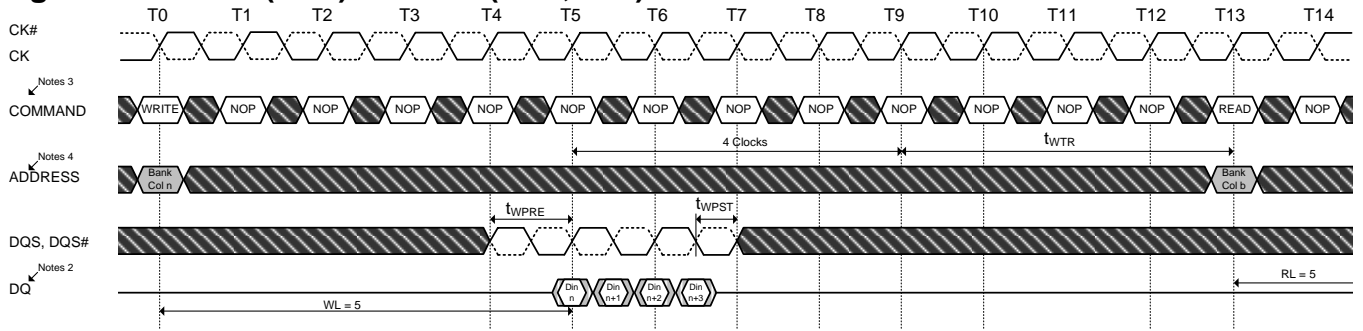 T0 T1 T2 T3 T4 T5 T6 T7 T8 T9 T10 T11 T12 T13 T14
CK#
CK
Notes 3
COMMAND WRITE NOP NOP NOP NOP NOP NOP NOP NOP NOP NOP NOP NOP READ NOP
4 Clocks tWTR
Notes 4
ADDRESS Bank Col n Bank Col b
tWPRE tWPST
DQS, DQS#
Notes 2
DQ Din n Din n+1 Din n+2 Din n+3
RL = 5
WL = 5